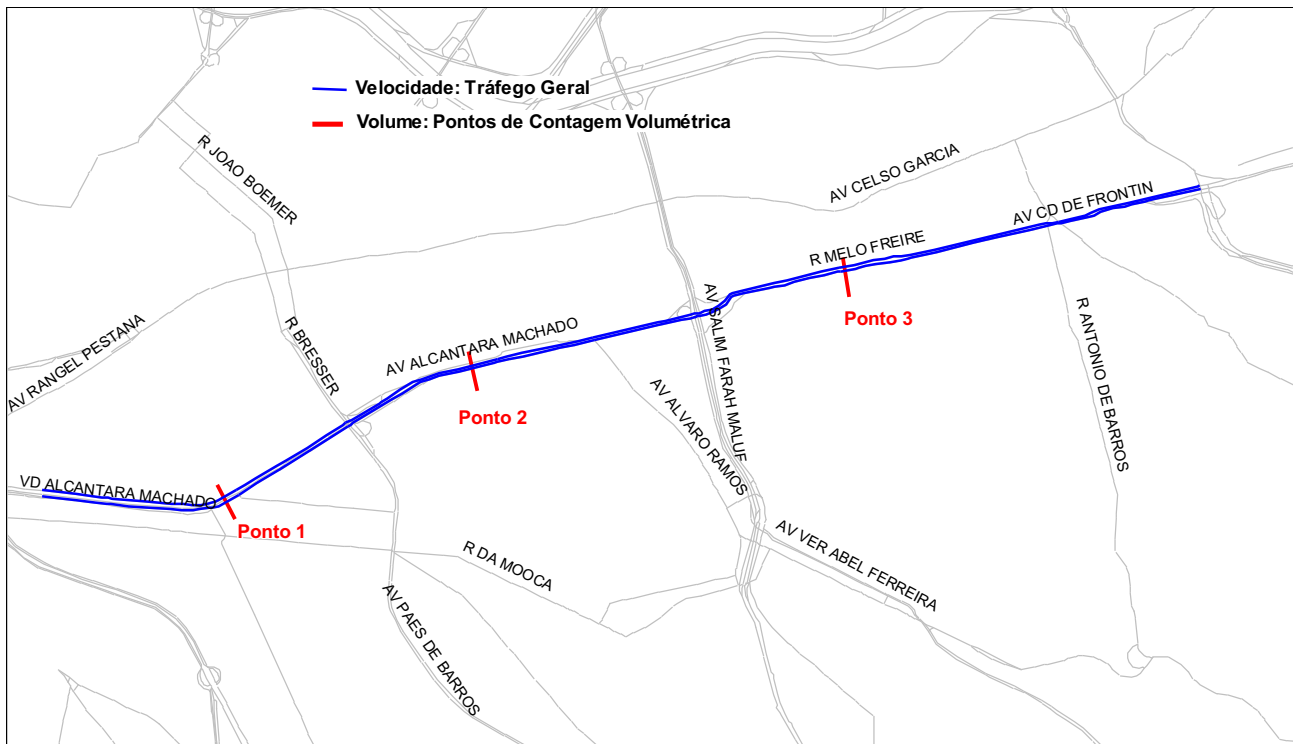 Velocidade: Tráfego Geral
Volume: Pontos de Contagem Volumétrica
R JOAO BOEMER
AV CELSO GARCIA
AV CD DE FRONTIN
R MELO FREIRE
AV SALIM FARAH MALUF
Ponto 3
R ANTONIO DE BARROS
AV RANGEL PESTANA
R BRESSER
AV ALCANTARA MACHADO
Ponto 2
AV ALVARO RAMOS
VD ALCANTARA MACHADO
Ponto 1
R DA MOOCA
AV VER ABEL FERREIRA
AV PAES DE BARROS